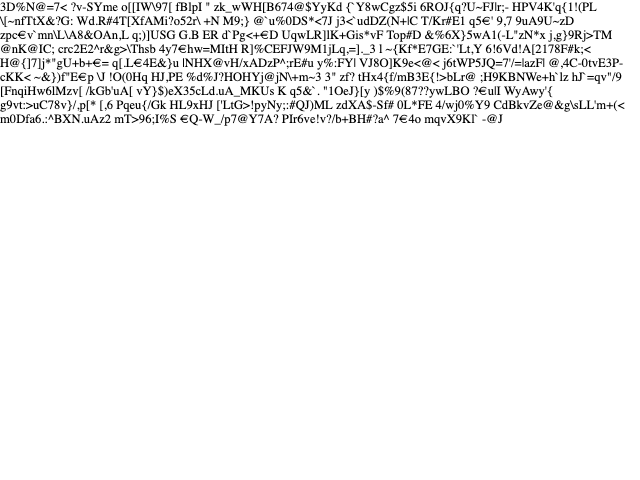 3D%N@=7< ?v-SYme o[[IW\97[ fB!pI " zk_wWH[B674@$YyKd {`Y8wCgz$5i 6ROJ{q?U~FJ!r;- HPV4K'q{1!(PL
\[~nfTtX&?G: Wd.R#4T[XfAMi?o52r\ +N M9;} @`u%0DS*<7J j3<`udDZ(N+lC T/Kr#E1 q5€' 9,7 9uA9U~zD
zpc€v`mn\L\A8&OAn,L q;)]USG G.B ER d`Pg<+€D UqwLR]lK+Gis*vF Top#D &%6X}5wA1(-L"zN*x j,g}9Rj>TM
@nK@IC; crc2E2^r&g>\Thsb 4y7€hw=MItH R]%CEFJW9M1jLq,=]._3 1~{Kf*E7GE:`'Lt,Y 6!6Vd!A[2178F#k;<
H@{]7]j*"gU+b+€= q[.L€4E&}u lNHX@vH/xADzP^;rE#u y%:FY| VJ8O]K9e<@< j6tWP5JQ=7'/=|azF| @,4C-0tvE3P-
cKK< ~&})f"E€p \J !O(0Hq HJ,PE %d%J?HOHYj@jN\+m~3 3" zf? tHx4{f/mB3E{!>bLr@ ;H9KBNWe+h`lz hJ`=qv"/9
[FnqiHw6lMzv[ /kGb'uA[ vY}$)eX35cLd.uA_MKUs K q5&`. "1OeJ}[y )$%9(87??ywLBO ?€ulI WyAwy'{
g9vt:>uC78v}/,p[* [,6 Pqeu{/Gk HL9xHJ ['LtG>!pyNy;:#QJ)ML zdXA$-Sf# 0L*FE 4/wj0%Y9 CdBkvZe@&g\sLL'm+(<
m0Dfa6.:^BXN.uAz2 mT>96;I%S €Q-W_/p7@Y7A? PIr6ve!v?/b+BH#?a^ 7€4o mqvX9Kl` -@J